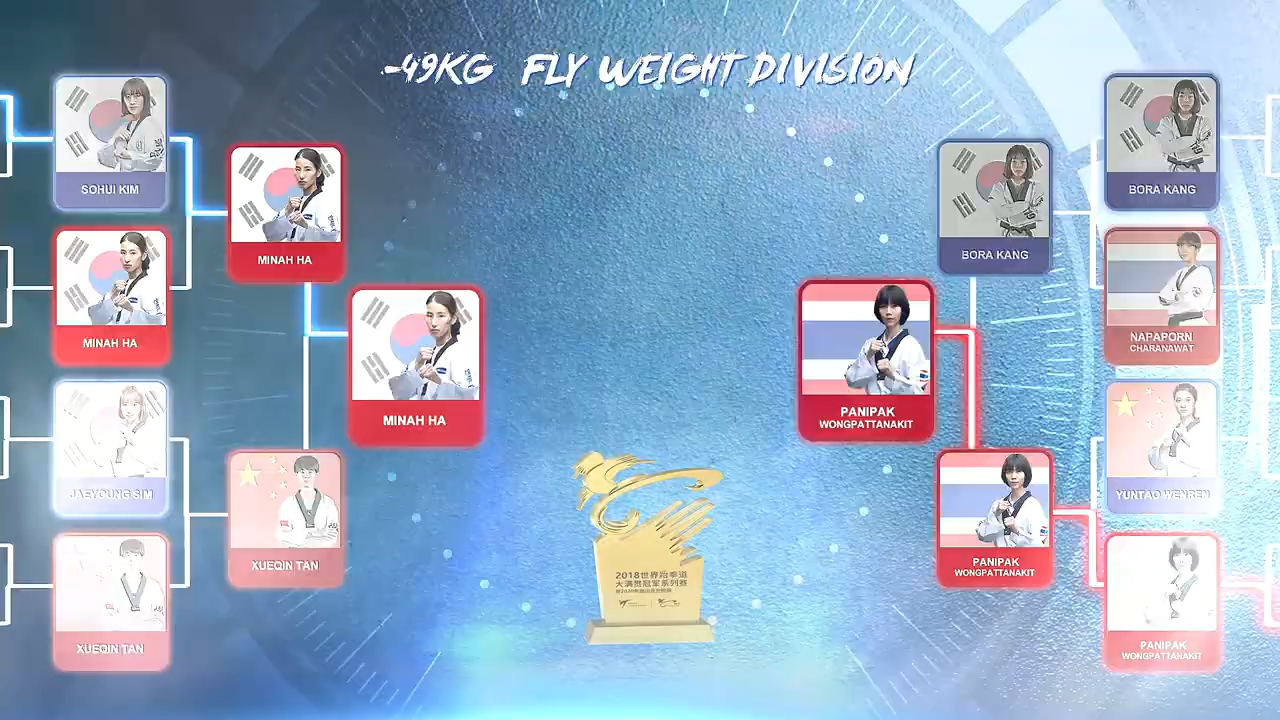 -49KG FLY WEIGHT DIVISION
SOHUI KIM
MINAH HA
JAEYOUNG SIM
XUEQIN TAN
MINAH HA
XUEQIN TAN
MINAH HA
PANIPAK
WONGPATTANAKIT
BORA KANG
PANIPAK
WONGPATTANAKIT
BORA KANG
NAPAPORN
CHARANAWAT
YUNTAO WENREN
PANIPAK
WONGPATTANAKIT
2018世界跆拳道
大满贯冠军系列赛